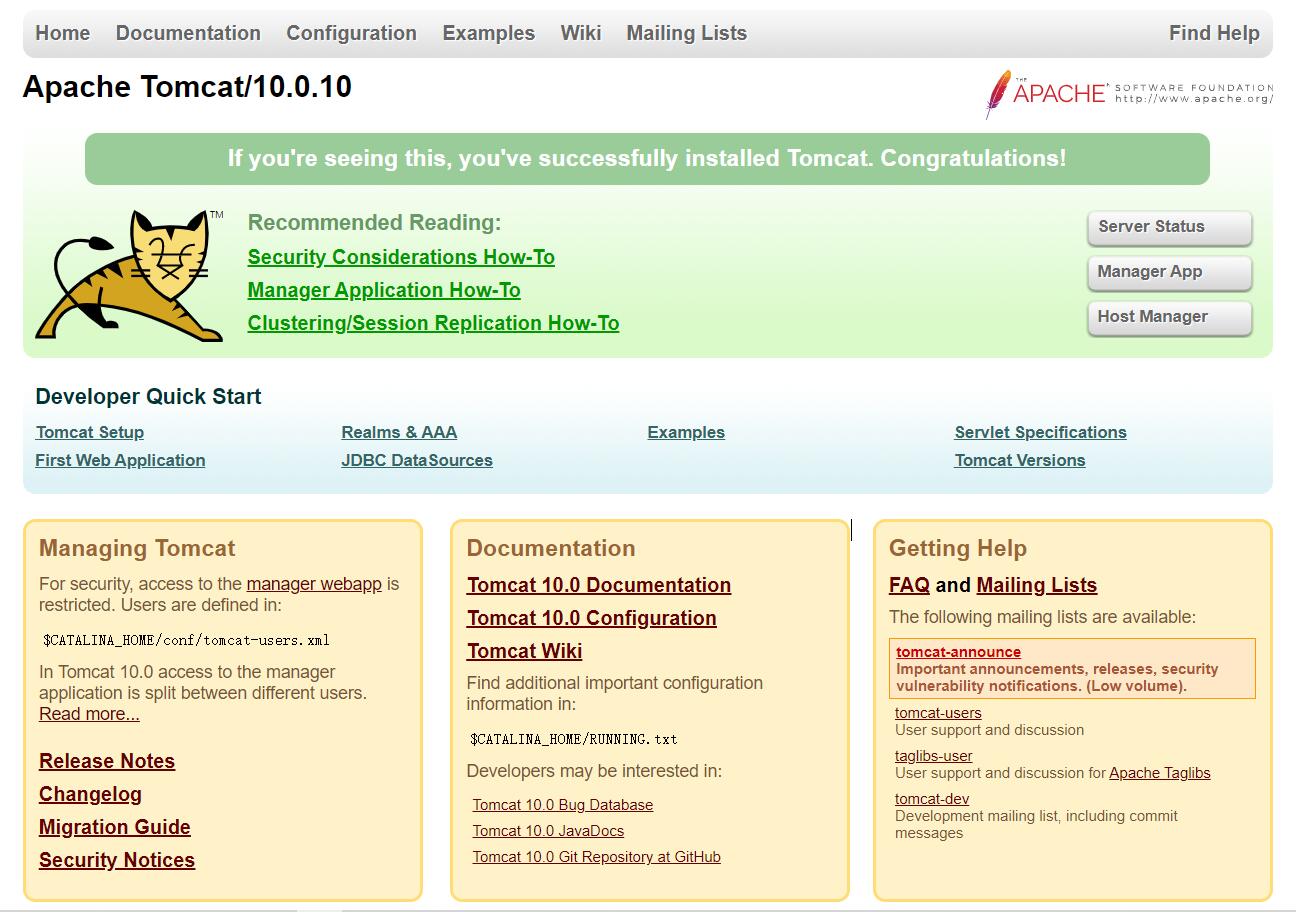 Home Documentation Configuration Examples Wiki Mailing Lists Find Help
Apache Tomcat/10.0.10
THE APACHE SOFTWARE FOUNDATION
http://www.apache.org/
If you're seeing this, you've successfully installed Tomcat. Congratulations!
TM
Recommended Reading:
Security Considerations How-To
Manager Application How-To
Clustering/Session Replication How-To
Server Status
Manager App
Host Manager
Developer Quick Start
Tomcat Setup
First Web Application
Realms & AAA
JDBC DataSources
Examples
Servlet Specifications
Tomcat Versions
Managing Tomcat
For security, access to the manager webapp is
restricted. Users are defined in:
$CATALINA_HOME/conf/tomcat-users.xml
In Tomcat 10.0 access to the manager
application is split between different users.
Read more...
Release Notes
Changelog
Migration Guide
Security Notices
Documentation
Tomcat 10.0 Documentation
Tomcat 10.0 Configuration
Tomcat Wiki
Find additional important configuration
information in:
$CATALINA_HOME/RUNNING.txt
Developers may be interested in:
Tomcat 10.0 Bug Database
Tomcat 10.0 JavaDocs
Tomcat 10.0 Git Repository at GitHub
Getting Help
FAQ and Mailing Lists
The following mailing lists are available:
tomcat-announce
Important announcements, releases, security
vulnerability notifications. (Low volume).
tomcat-users
User support and discussion
taglibs-user
User support and discussion for Apache Taglibs
tomcat-dev
Development mailing list, including commit
messages